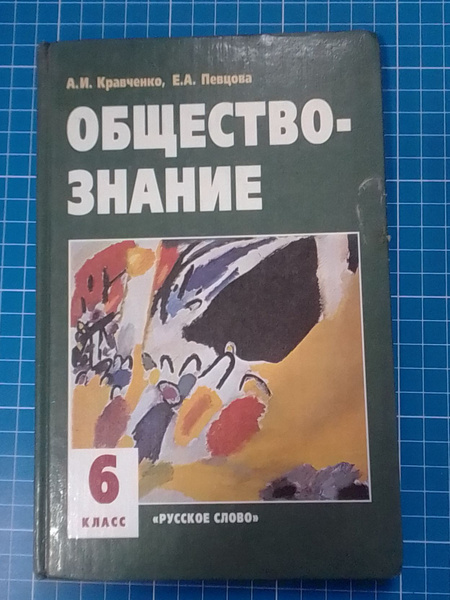 А.И. Кравченко, Е.А. Певцова
ОБЩЕСТВО-
ЗНАНИЕ
6
КЛАСС
«РУССКОЕ СЛОВО»